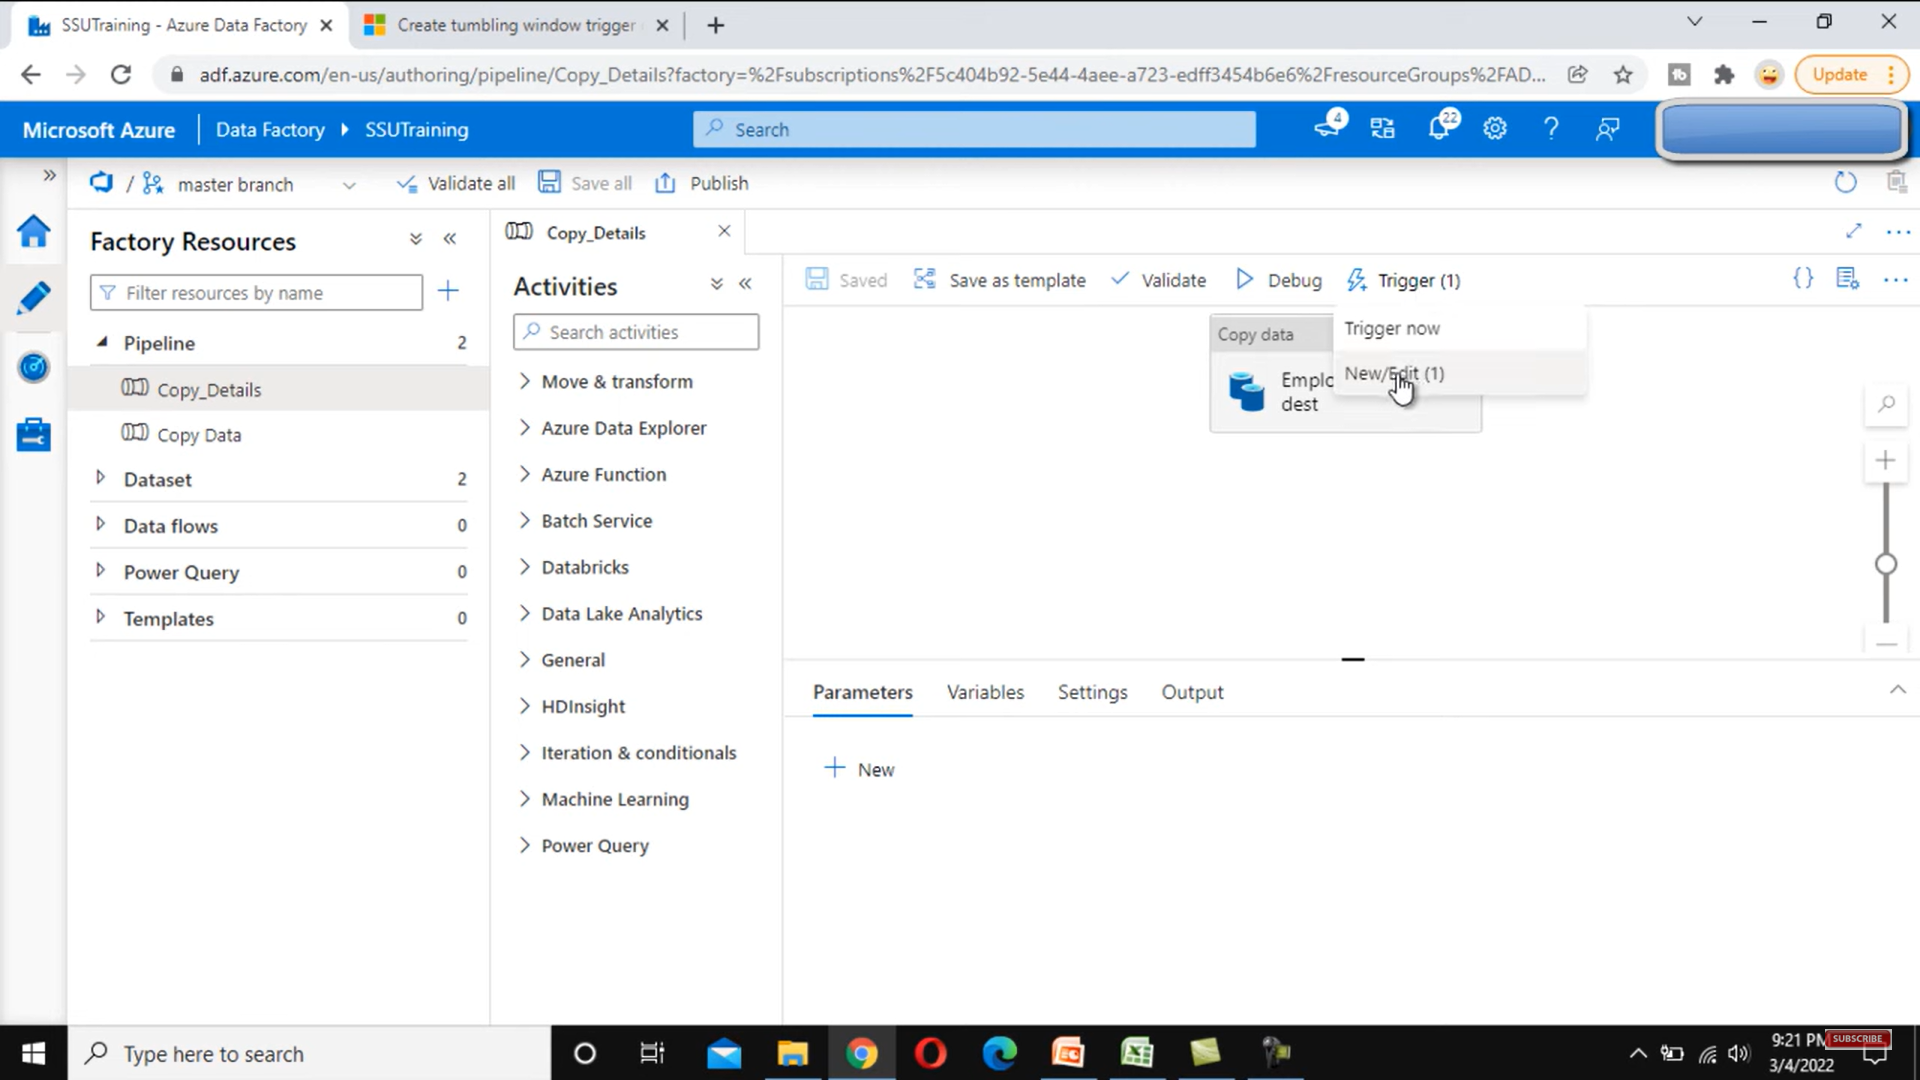 SSUTraining - Azure Data Factory
Create tumbling window trigger
adf.azure.com/en-us/authoring/pipeline/Copy_Details?factory=%2Fsubscriptions%2F5c404b92-5e44-4aee-a723-edff3454b6e6%2FresourceGroups%2FAD...
Update
Microsoft Azure
Data Factory
SSUTraining
Search
4
22
/
master branch
Validate all
Save all
Publish
Factory Resources
Filter resources by name
Pipeline
2
Copy_Details
Copy Data
Dataset
2
Data flows
0
Power Query
0
Templates
0
Copy_Details
Activities
Search activities
Move & transform
Azure Data Explorer
Azure Function
Batch Service
Databricks
Data Lake Analytics
General
HDInsight
Iteration & conditionals
Machine Learning
Power Query
Saved
Save as template
Validate
Debug
Trigger (1)
Trigger now
New/Edit (1)
Copy data
Emplo
dest
Parameters
Variables
Settings
Output
New
Type here to search
9:21 PM
3/4/2022
SUBSCRIBE